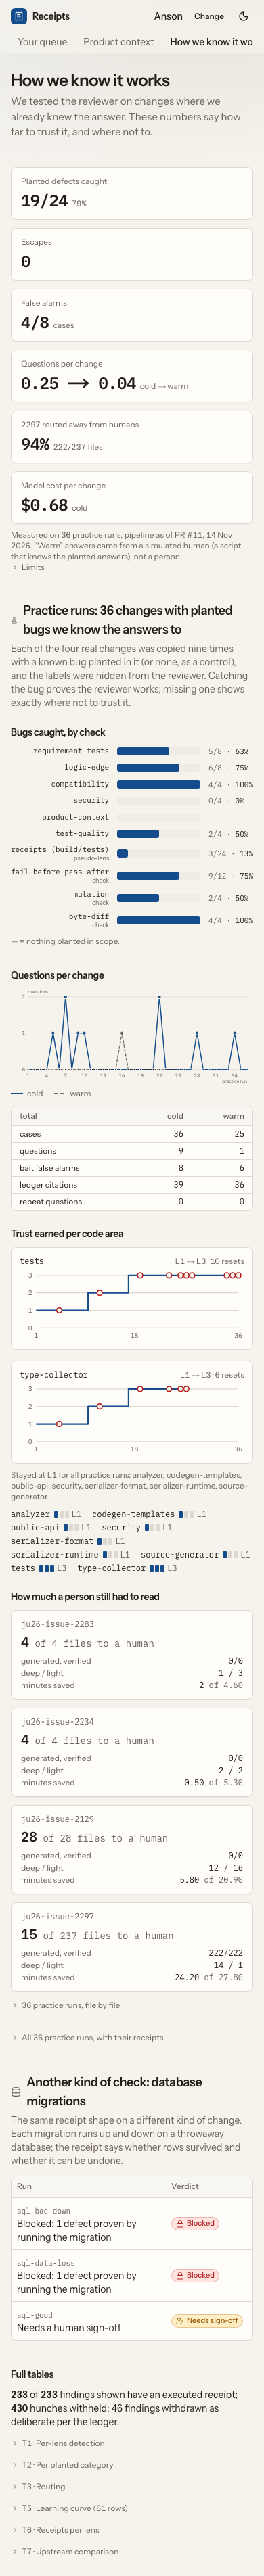 Receipts
Anson Change
Your queue Product context How we know it wo
How we know it works
We tested the reviewer on changes where we
already knew the answer. These numbers say how
far to trust it, and where not to.
Planted defects caught
19/24 79%
Escapes
0
False alarms
4/8 cases
Questions per change
0.25 → 0.04 cold → warm
2297 routed away from humans
94% 222/237 files
Model cost per change
$0.68 cold
Measured on 36 practice runs, pipeline as of PR #11, 14 Nov
2026. “Warm” answers came from a simulated human (a script
that knows the planted answers), not a person.
Limits
Practice runs: 36 changes with planted
bugs we know the answers to
Each of the four real changes was copied nine times
with a known bug planted in it (or none, as a control),
and the labels were hidden from the reviewer. Catching
the bug proves the reviewer works; missing one shows
exactly where not to trust it.
Bugs caught, by check
requirement-tests 5/8 · 63%
logic-edge 6/8 · 75%
compatibility 4/4 · 100%
security 0/4 · 0%
product-context —
test-quality 2/4 · 50%
receipts (build/tests) 3/24 · 13%
pseudo-lens
fail-before-pass-after 9/12 · 75%
check
mutation 2/4 · 50%
check
byte-diff 4/4 · 100%
check
— = nothing planted in scope.
Questions per change
questions
2
1
0
1 4 7 10 13 16 19 22 25 28 31 34
practice run
cold warm
total cold warm
cases 36 25
questions 9 1
bait false alarms 8 6
ledger citations 39 36
repeat questions 0 0
Trust earned per code area
tests L1 → L3 · 10 resets
3
2
1
0
1 18 36
type-collector L1 → L3 · 6 resets
3
2
1
0
1 18 36
Stayed at L1 for all practice runs: analyzer, codegen-templates,
public-api, security, serializer-format, serializer-runtime, source-
generator.
analyzer L1 codegen-templates L1
public-api L1 security L1
serializer-format L1
serializer-runtime L1 source-generator L1
tests L3 type-collector L3
How much a person still had to read
ju26-issue-2283
4 of 4 files to a human
generated, verified 0/0
deep / light 1 / 3
minutes saved 2 of 4.60
ju26-issue-2234
4 of 4 files to a human
generated, verified 0/0
deep / light 2 / 2
minutes saved 0.50 of 5.30
ju26-issue-2129
28 of 28 files to a human
generated, verified 0/0
deep / light 12 / 16
minutes saved 5.80 of 20.90
ju26-issue-2297
15 of 237 files to a human
generated, verified 222/222
deep / light 14 / 1
minutes saved 24.20 of 27.80
36 practice runs, file by file
All 36 practice runs, with their receipts
Another kind of check: database
migrations
The same receipt shape on a different kind of change.
Each migration runs up and down on a throwaway
database; the receipt says whether rows survived and
whether it can be undone.
Run Verdict
sql-bad-down
Blocked: 1 defect proven by
running the migration
Blocked
sql-data-loss
Blocked: 1 defect proven by
running the migration
Blocked
sql-good
Needs a human sign-off
Needs sign-off
Full tables
233 of 233 findings shown have an executed receipt;
430 hunches withheld; 46 findings withdrawn as
deliberate per the ledger.
T1 · Per-lens detection
T2 · Per planted category
T3 · Routing
T5 · Learning curve (61 rows)
T6 · Receipts per lens
T7 · Upstream comparison